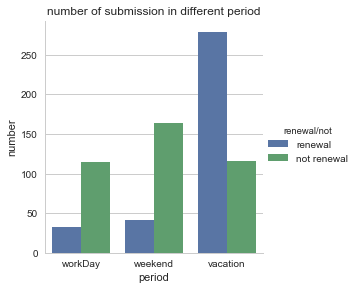 number of submission in different period
number
250
200
150
100
50
0
workDay
weekend
vacation
period
renewal/not
renewal
not renewal